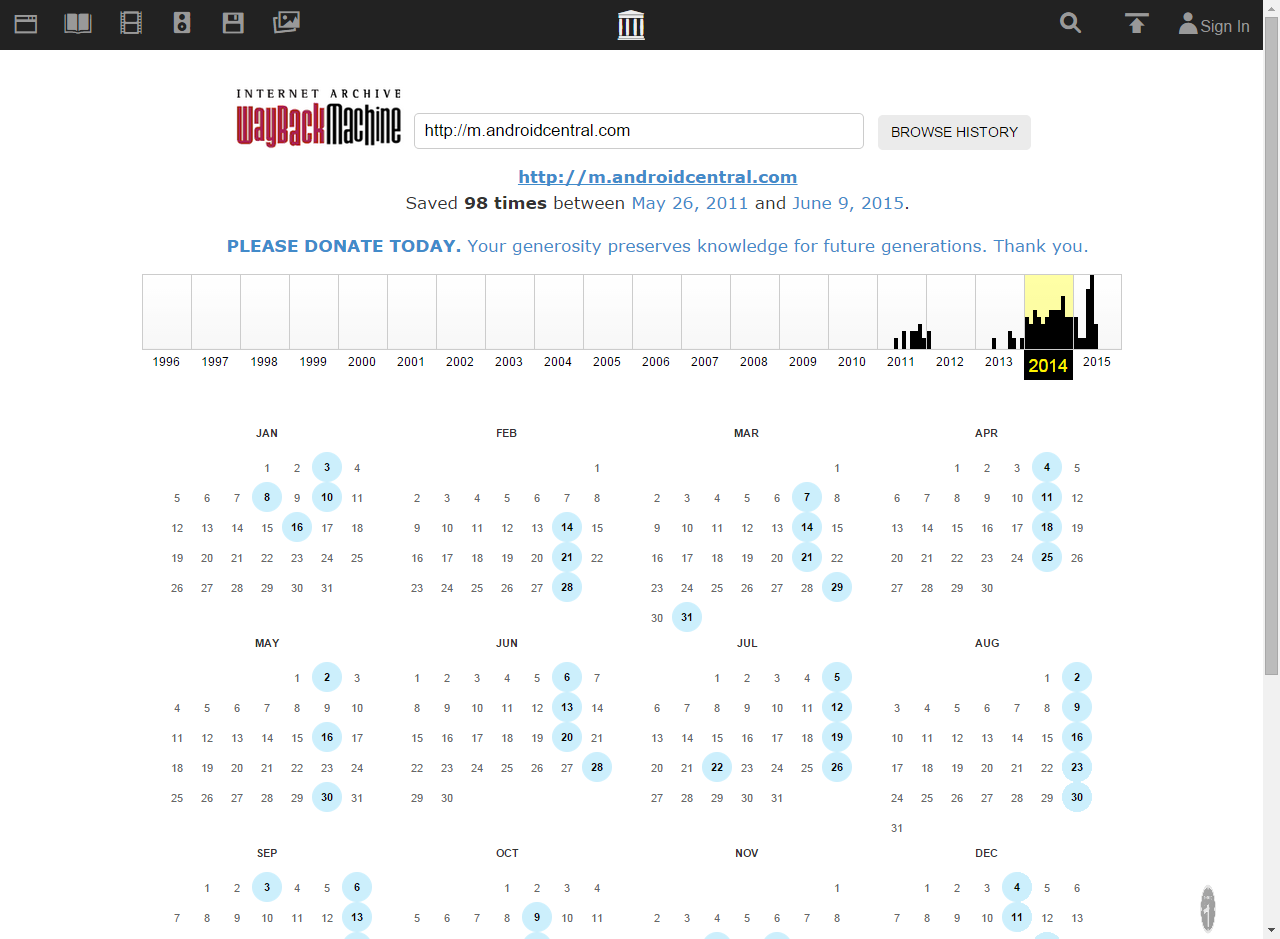 Sign In
INTERNET ARCHIVE
WayBackMachine
http://m.androidcentral.com
BROWSE HISTORY
http://m.androidcentral.com
Saved 98 times between May 26, 2011 and June 9, 2015.
PLEASE DONATE TODAY. Your generosity preserves knowledge for future generations. Thank you.
1996 1997 1998 1999 2000 2001 2002 2003 2004 2005 2006 2007 2008 2009 2010 2011 2012 2013 2014 2015
JAN FEB MAR APR
1 2 3 4 1 1 1 2 3 4 5
5 6 7 8 9 10 11 2 3 4 5 6 7 8 2 3 4 5 6 7 8 6 7 8 9 10 11 12
12 13 14 15 16 17 18 9 10 11 12 13 14 15 9 10 11 12 13 14 15 13 14 15 16 17 18 19
19 20 21 22 23 24 25 16 17 18 19 20 21 22 16 17 18 19 20 21 22 20 21 22 23 24 25 26
26 27 28 29 30 31 23 24 25 26 27 28 23 24 25 26 27 28 29 27 28 29 30
30 31
MAY JUN JUL AUG
1 2 3 1 2 3 4 5 6 7 1 2 3 4 5 1 2
4 5 6 7 8 9 10 8 9 10 11 12 13 14 6 7 8 9 10 11 12 3 4 5 6 7 8 9
11 12 13 14 15 16 17 15 16 17 18 19 20 21 13 14 15 16 17 18 19 10 11 12 13 14 15 16
18 19 20 21 22 23 24 22 23 24 25 26 27 28 20 21 22 23 24 25 26 17 18 19 20 21 22 23
25 26 27 28 29 30 31 29 30 27 28 29 30 31 24 25 26 27 28 29 30
31
SEP OCT NOV DEC
1 2 3 4 5 6 1 2 3 4 1 1 2 3 4 5 6
7 8 9 10 11 12 13 5 6 7 8 9 10 11 2 3 4 5 6 7 8 7 8 9 10 11 12 13